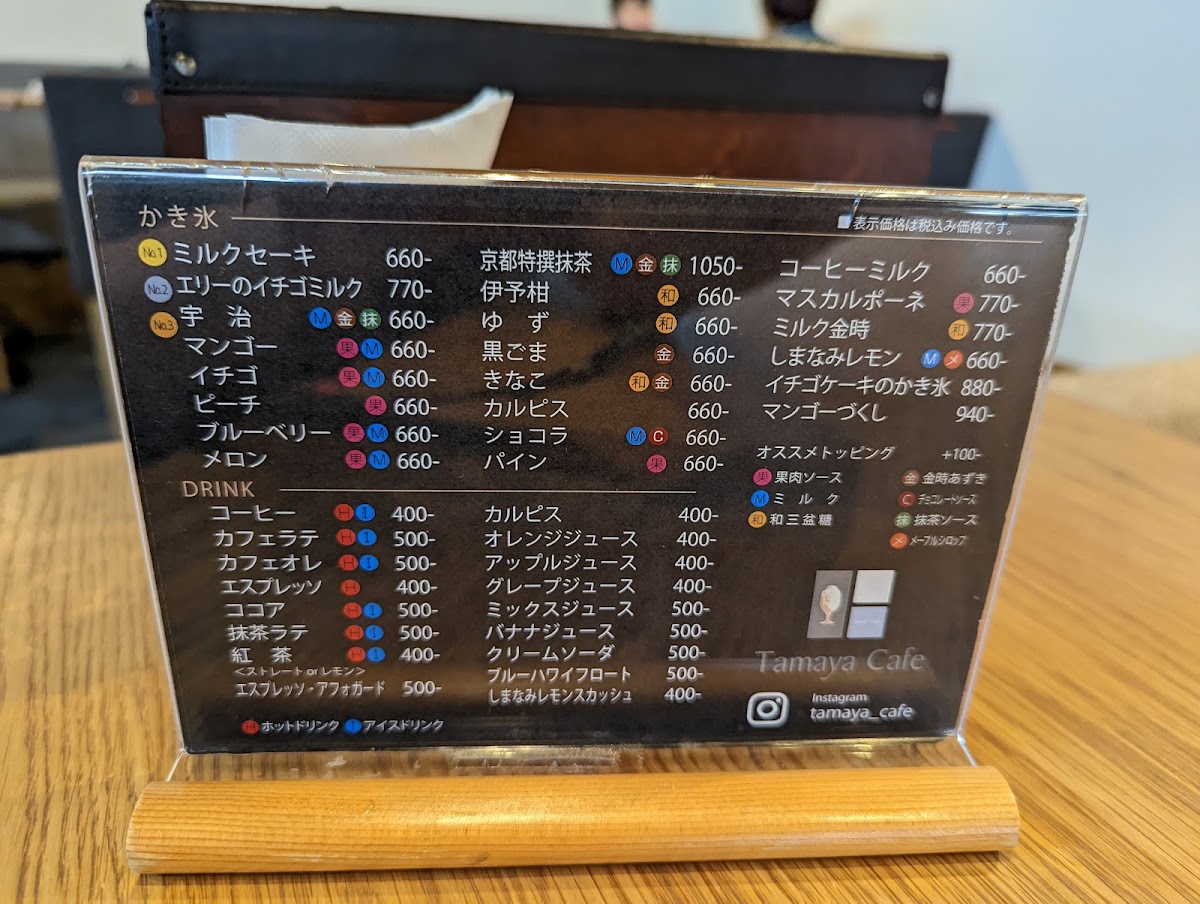 かき氷
■表示価格は税込み価格です。
No.1 ミルクセーキ 660-
No.2 エリーのイチゴミルク 770-
No.3 宇 治 M 金 抹 660-
マンゴー 果 M 660-
イチゴ 果 M 660-
ピーチ 果 660-
ブルーベリー 果 M 660-
メロン 果 M 660-
京都特撰抹茶 M 金 抹 1050-
伊予柑 和 660-
ゆ ず 和 660-
黒ごま 金 660-
きなこ 和 金 660-
カルピス 660-
ショコラ M C 660-
パイン 果 660-
コーヒーミルク 660-
マスカルポーネ 果 770-
ミルク金時 和 770-
しまなみレモン M メ 660-
イチゴケーキのかき氷 880-
マンゴーづくし 940-
オススメトッピング +100-
果 果肉ソース
M ミ ル ク
和 和三盆糖
金 金時あずき
C チョコレートソース
抹 抹茶ソース
メ メープルシロップ
DRINK
コーヒー H I 400-
カフェラテ H I 500-
カフェオレ H I 500-
エスプレッソ H 400-
ココア H I 500-
抹茶ラテ H I 500-
紅 茶 H I 400-
<ストレート or レモン>
エスプレッソ・アフォガード 500-
H ホットドリンク I アイスドリンク
カルピス 400-
オレンジジュース 400-
アップルジュース 400-
グレープジュース 400-
ミックスジュース 500-
バナナジュース 500-
クリームソーダ 500-
ブルーハワイフロート 500-
しまなみレモンスカッシュ 400-
Tamaya Cafe
Instagram
tamaya_cafe